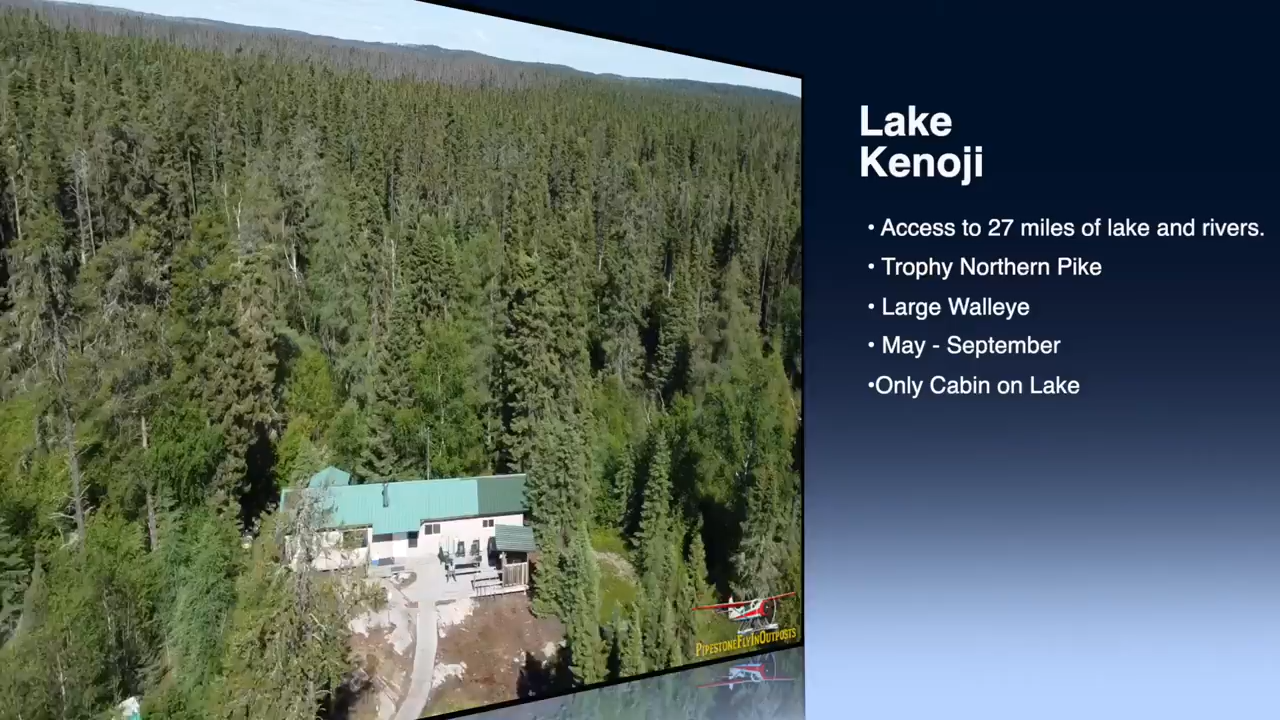 Lake
Kenoji
• Access to 27 miles of lake and rivers.
• Trophy Northern Pike
• Large Walleye
• May - September
•Only Cabin on Lake
PIPESTONEFLYINOUTPOSTS